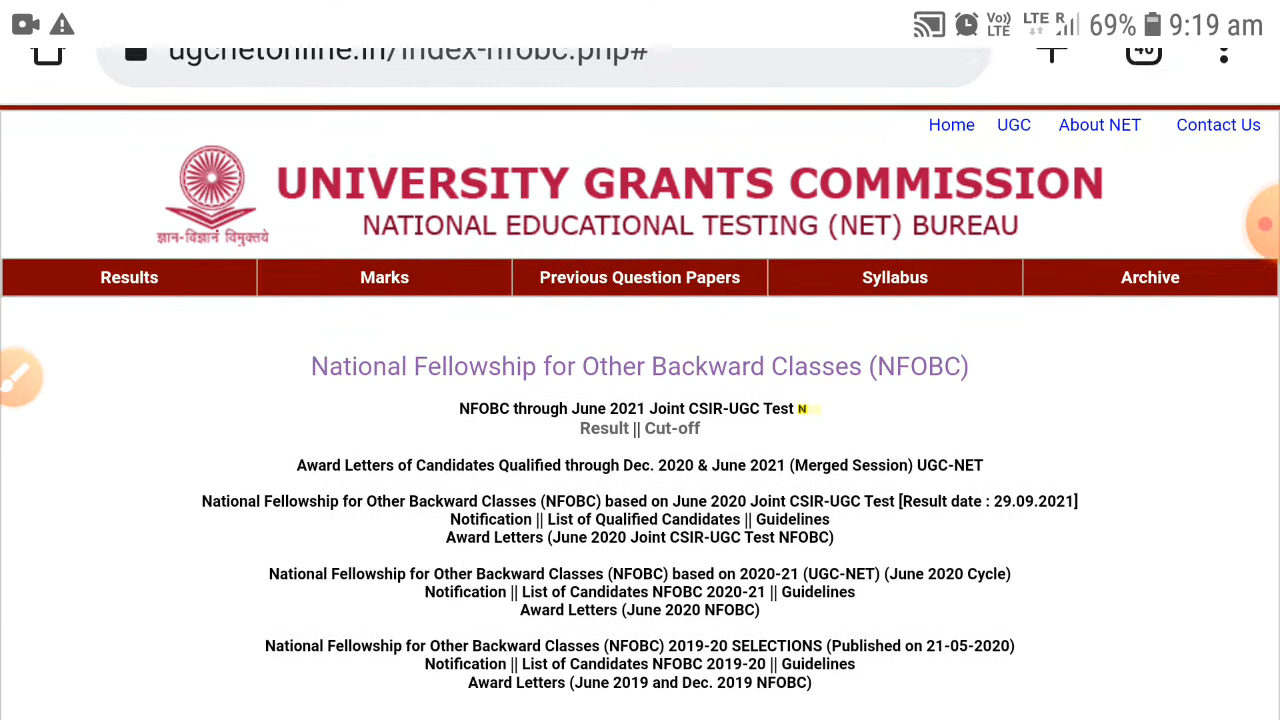 Vo)) LTE LTE R 69% 9:19 am
ugcnetonline.in/index-nfobc.php#
Home UGC About NET Contact Us
UNIVERSITY GRANTS COMMISSION
NATIONAL EDUCATIONAL TESTING (NET) BUREAU
ज्ञान-विज्ञानं विमुक्तये
Results Marks Previous Question Papers Syllabus Archive
National Fellowship for Other Backward Classes (NFOBC)
NFOBC through June 2021 Joint CSIR-UGC Test N
Result || Cut-off
Award Letters of Candidates Qualified through Dec. 2020 & June 2021 (Merged Session) UGC-NET
National Fellowship for Other Backward Classes (NFOBC) based on June 2020 Joint CSIR-UGC Test [Result date : 29.09.2021]
Notification || List of Qualified Candidates || Guidelines
Award Letters (June 2020 Joint CSIR-UGC Test NFOBC)
National Fellowship for Other Backward Classes (NFOBC) based on 2020-21 (UGC-NET) (June 2020 Cycle)
Notification || List of Candidates NFOBC 2020-21 || Guidelines
Award Letters (June 2020 NFOBC)
National Fellowship for Other Backward Classes (NFOBC) 2019-20 SELECTIONS (Published on 21-05-2020)
Notification || List of Candidates NFOBC 2019-20 || Guidelines
Award Letters (June 2019 and Dec. 2019 NFOBC)